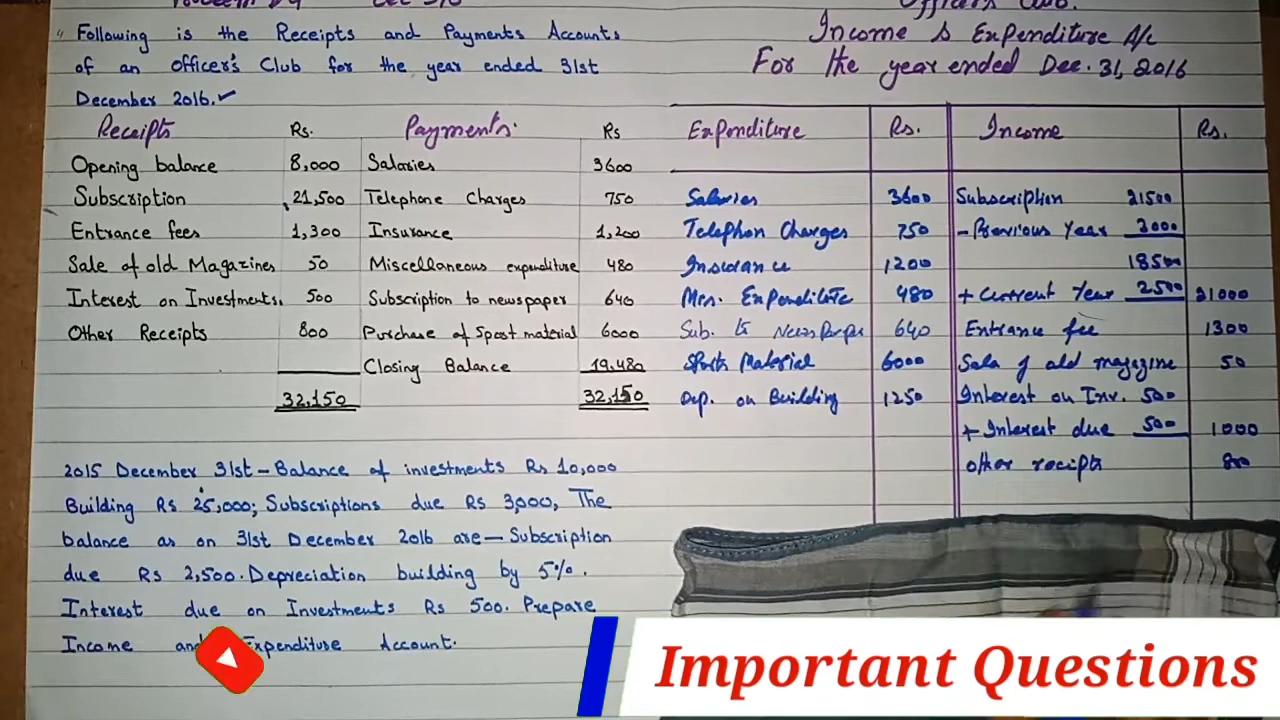 Officers Club.
" Following is the Receipts and Payments Accounts
of an Officer's Club for the year ended 31st
December 2016.
Receipts Rs. Payments. Rs
Opening balance 8,000 Salaries 3600
Subscription 21,500 Telephone Charges 750
Entrance fees 1,300 Insurance 1,200
Sale of old Magazines 50 Miscellaneous expenditure 480
Interest on Investments. 500 Subscription to newspaper 640
Other Receipts 800 Purchase of Sport material 6000
Closing Balance 19,480
32,150 32,150
2015 December 31st - Balance of investments Rs 10,000
Building Rs 25,000; Subscriptions due Rs 3,000, The
balance as on 31st December 2016 are - Subscription
due Rs 2,500. Depreciation building by 5%.
Interest due on Investments Rs 500. Prepare
Income and Expenditure Account.
Income & Expenditure A/c
For the year ended Dec. 31, 2016
Expenditure Rs. Income Rs.
Salaries 3600 Subscription 21500
Telephon Charges 750 - Previous Year 3000
Insurance 1200 18500
480 + Current Year 2500 21000
Sub. to 640 Entrance fee 1300
Sports Material 6000 Sale of old magazine 50
Dep. on Building 1250 Interest on Inv. 500
+ Interest due 500 1000
other recipts 800
Important Questions